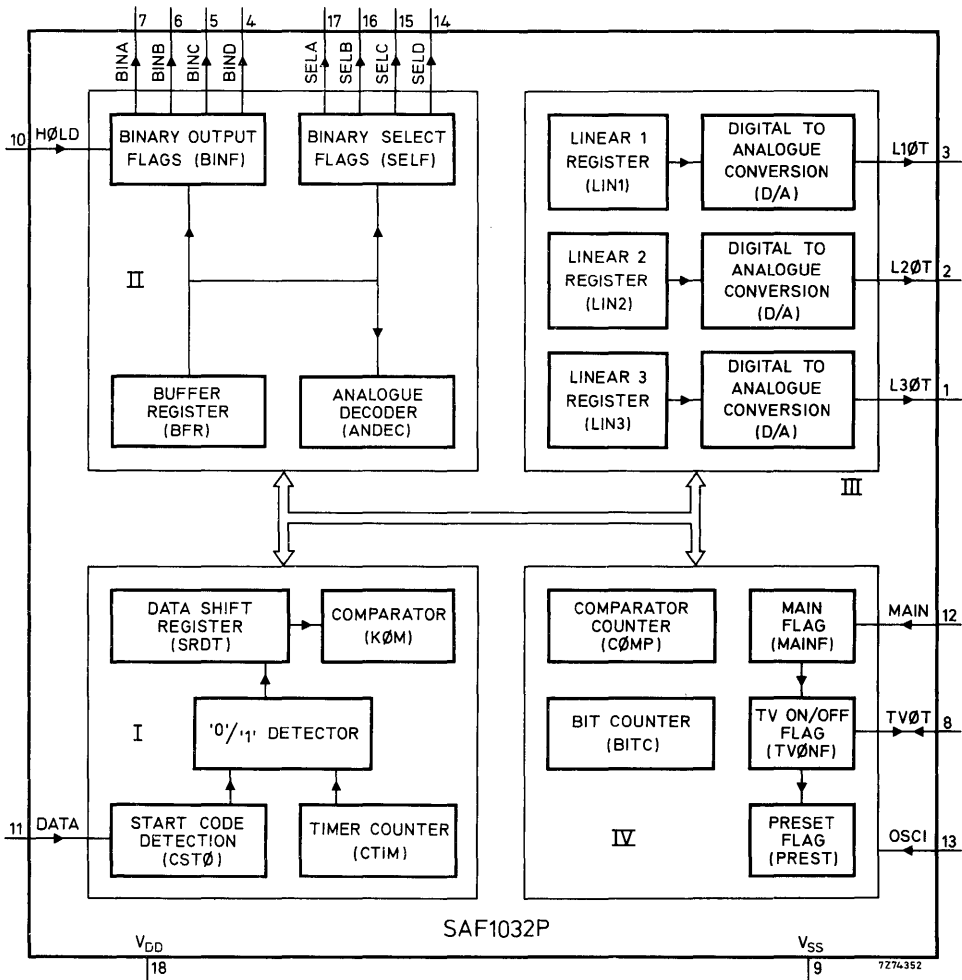 7
6
5
4
17
16
15
14
BINA
BINB
BINC
BIND
SELA
SELB
SELC
SELD
10
HØLD
BINARY OUTPUT
FLAGS (BINF)
BINARY SELECT
FLAGS (SELF)
II
BUFFER
REGISTER
(BFR)
ANALOGUE
DECODER
(ANDEC)
LINEAR 1
REGISTER
(LIN1)
DIGITAL TO
ANALOGUE
CONVERSION
(D/A)
L1ØT
3
LINEAR 2
REGISTER
(LIN2)
DIGITAL TO
ANALOGUE
CONVERSION
(D/A)
L2ØT
2
LINEAR 3
REGISTER
(LIN3)
DIGITAL TO
ANALOGUE
CONVERSION
(D/A)
L3ØT
1
III
DATA SHIFT
REGISTER
(SRDT)
COMPARATOR
(KØM)
I
'0'/'1' DETECTOR
11
DATA
START CODE
DETECTION
(CSTØ)
TIMER COUNTER
(CTiM)
COMPARATOR
COUNTER
(CØMP)
MAIN
FLAG
(MAINF)
MAIN
12
BIT COUNTER
(BITC)
TV ON/OFF
FLAG
(TVØNF)
TVØT
8
IV
PRESET
FLAG
(PREST)
OSCI
13
SAF1032P
VDD
18
VSS
9
7Z74352